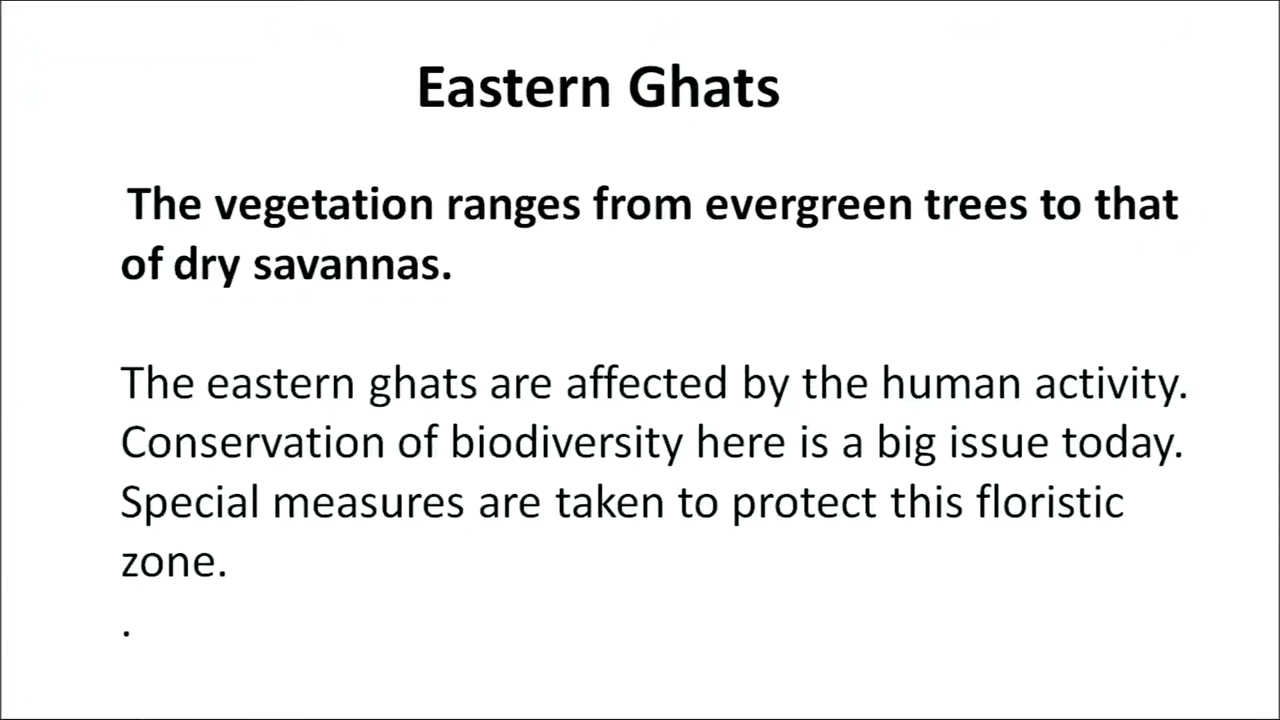 Eastern Ghats
The vegetation ranges from evergreen trees to that
of dry savannas.
The eastern ghats are affected by the human activity.
Conservation of biodiversity here is a big issue today.
Special measures are taken to protect this floristic
zone.
.